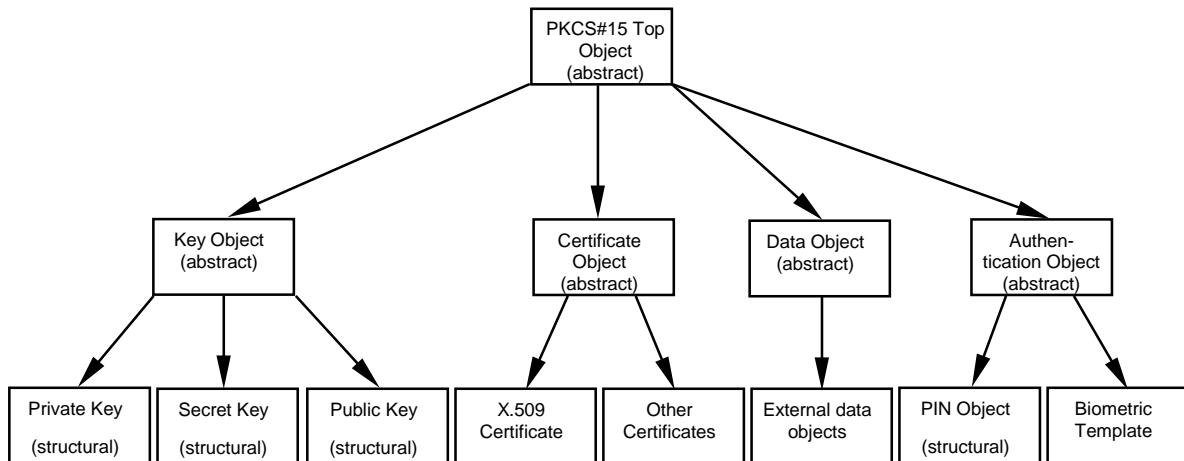 PKCS#15 Top
Object
(abstract)
Key Object
(abstract)
Certificate
Object
(abstract)
Data Object
(abstract)
Authen-
tication Object
(abstract)
Private Key
(structural)
Secret Key
(structural)
Public Key
(structural)
X.509
Certificate
Other
Certificates
External data
objects
PIN Object
(structural)
Biometric
Template